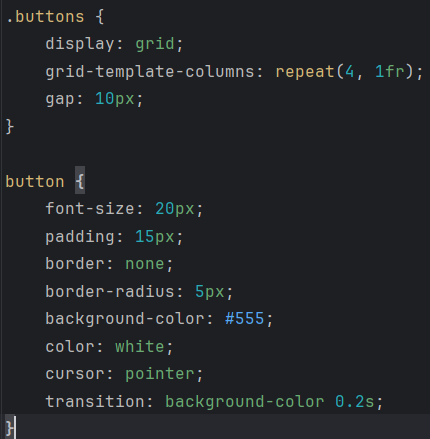 .buttons {
    display: grid;
    grid-template-columns: repeat(4, 1fr);
    gap: 10px;
}

button {
    font-size: 20px;
    padding: 15px;
    border: none;
    border-radius: 5px;
    background-color: #555;
    color: white;
    cursor: pointer;
    transition: background-color 0.2s;
}